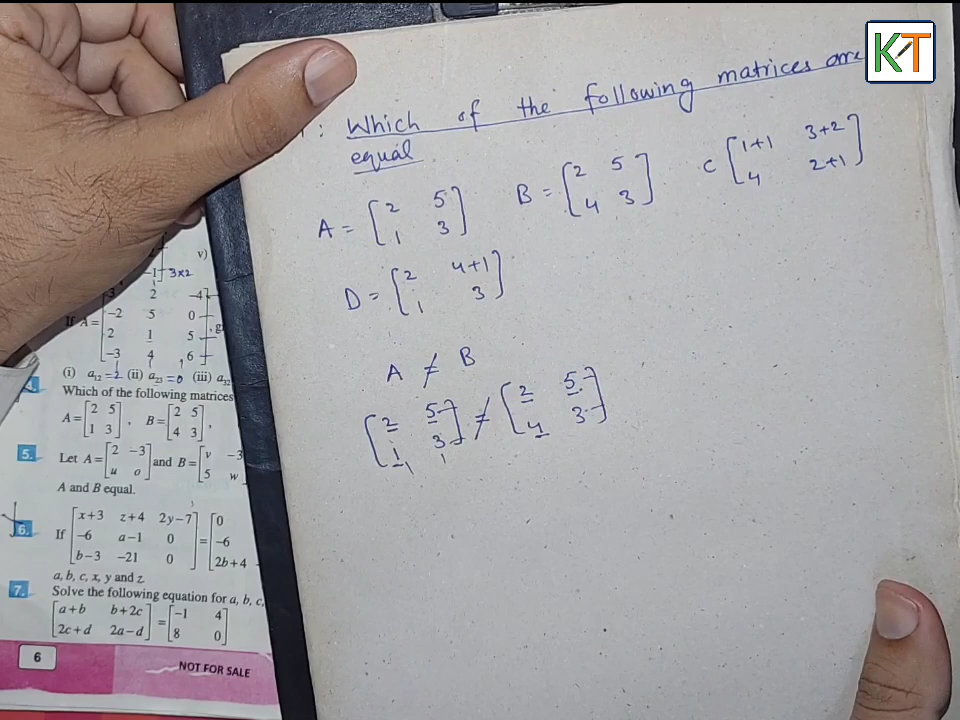 KT
: Which of the following matrices are
equal
A = [2 5 B = [2 5 C [1+1 3+2
1 3] 4 3] 4 2+1]
D = [2 4+1
1 3]
A ≠ B
[2 5 ≠ [2 5
1 3] 4 3]
v)
-1] 3x2
3 2 -4
If A= -2 5 0
2 1 5
-3 4 6
(i) a12 =2 (ii) a23 =0 (iii) a32
4. Which of the following matrices
A= [2 5 , B= [2 5 ,
1 3] 4 3]
5. Let A= [2 -3 and B= [v -3
u o] 5 w
A and B equal.
6. If [x+3 z+4 2y-7 = [0
-6 a-1 0 -6
b-3 -21 0] 2b+4
a, b, c, x, y and z.
7. Solve the following equation for a, b, c,
[a+b b+2c = [-1 4
2c+d 2a-d] 8 0]
6 NOT FOR SALE